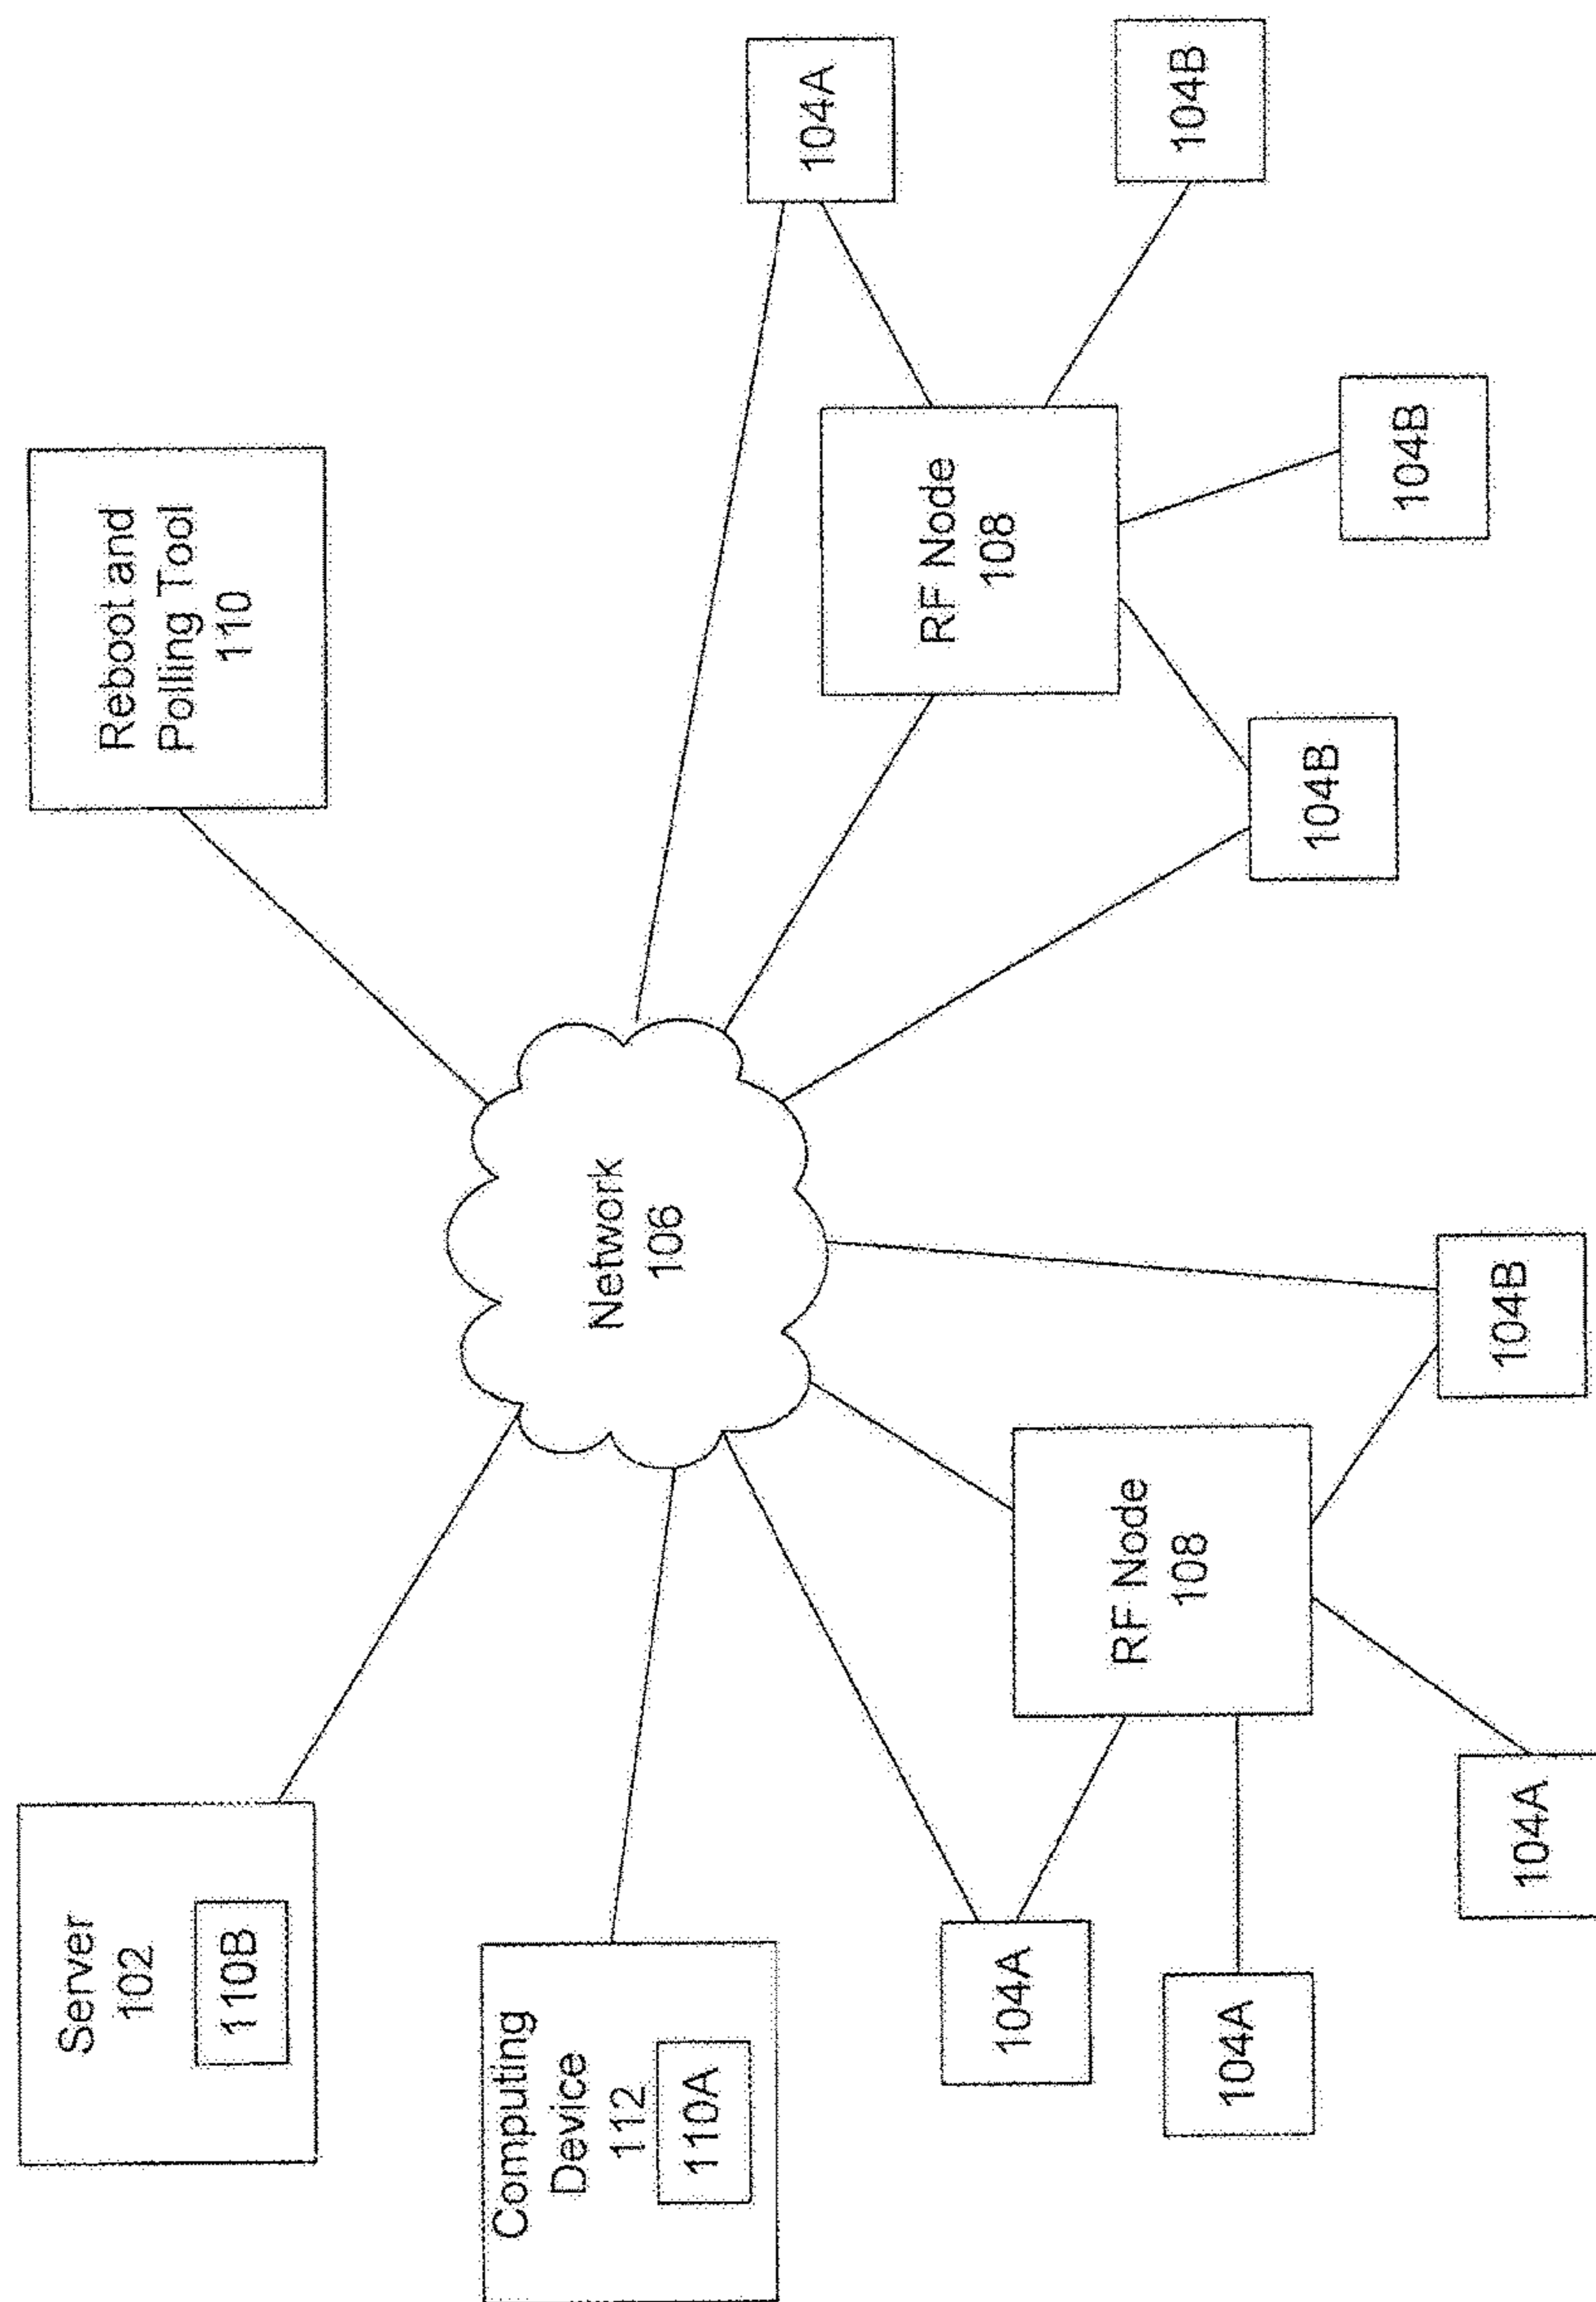 Server
102
110B
Reboot and
Polling Tool
110
Computing
Device
112
110A
Network
106
104A
RF Node
108
104A
104B
104A
RF Node
108
104B
104B
104A
104B